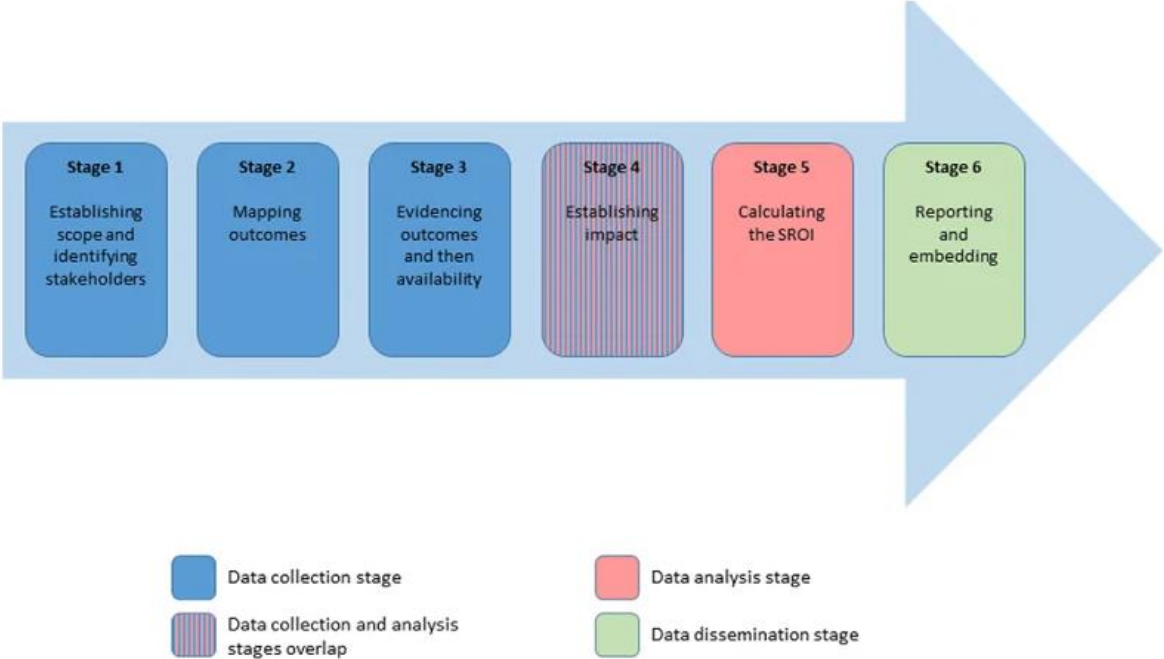 Stage 1
Establishing
scope and
identifying
stakeholders
Stage 2
Mapping
outcomes
Stage 3
Evidencing
outcomes
and then
availability
Stage 4
Establishing
impact
Stage 5
Calculating
the SROI
Stage 6
Reporting
and
embedding
Data collection stage
Data collection and analysis
stages overlap
Data analysis stage
Data dissemination stage